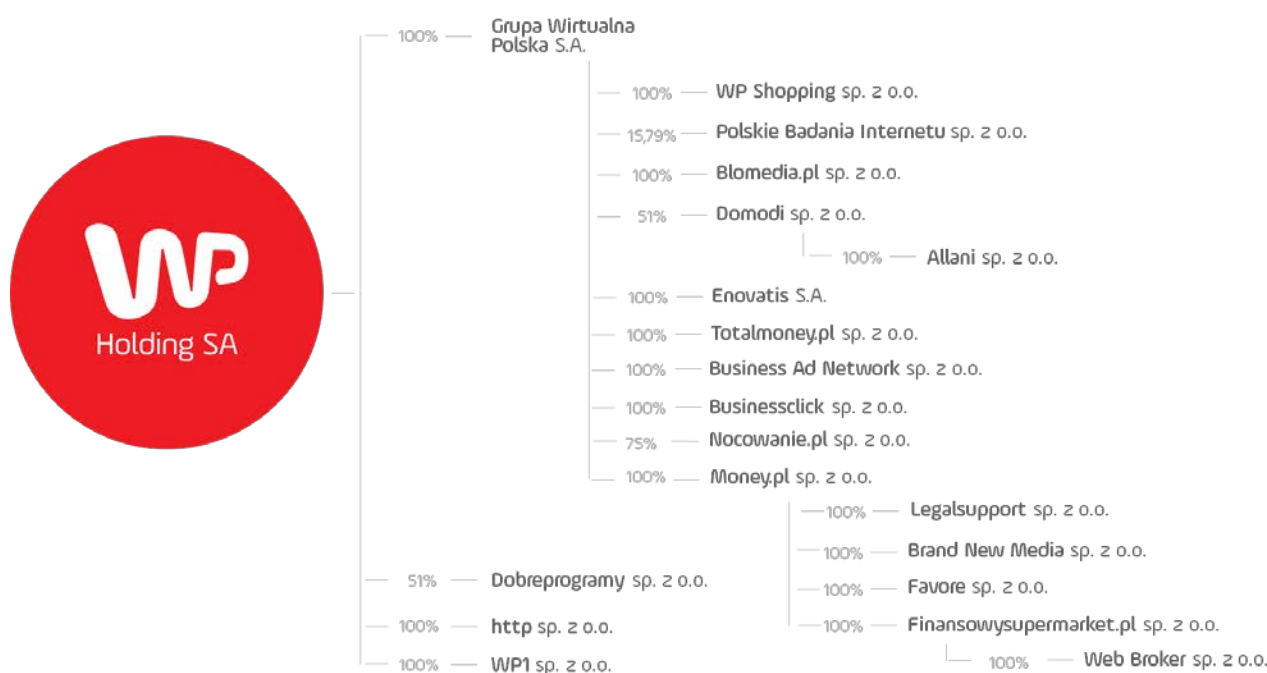 100% Grupa Wirtualna
Polska S.A.
100% WP Shopping sp. z o.o.
15,79% Polskie Badania Internetu sp. z o.o.
100% Blomedia.pl sp. z o.o.
51% Domodi sp. z o.o.
100% Allani sp. z o.o.
WP
Holding SA
100% Enovatis S.A.
100% Totalmoney.pl sp. z o.o.
100% Business Ad Network sp. z o.o.
100% Businessclick sp. z o.o.
75% Nocowanie.pl sp. z o.o.
100% Money.pl sp. z o.o.
100% Legalsupport sp. z o.o.
100% Brand New Media sp. z o.o.
100% Favore sp. z o.o.
100% Finansowysupermarket.pl sp. z o.o.
100% Web Broker sp. z o.o.
51% Dobreprogramy sp. z o.o.
100% http sp. z o.o.
100% WP1 sp. z o.o.